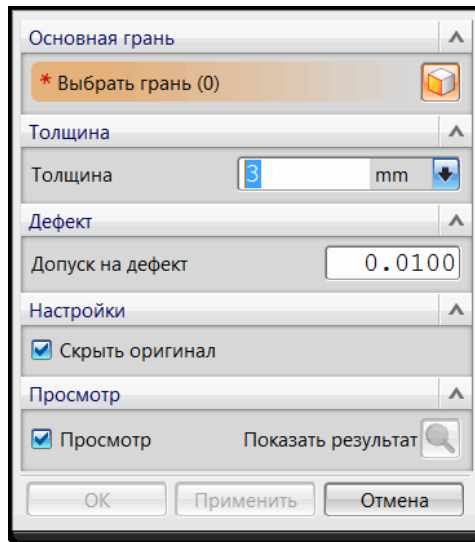 Основная грань
* Выбрать грань (0)
Толщина
Толщина 3 mm
Дефект
Допуск на дефект 0.0100
Настройки
Скрыть оригинал
Просмотр
Просмотр Показать результат
ОК Применить Отмена